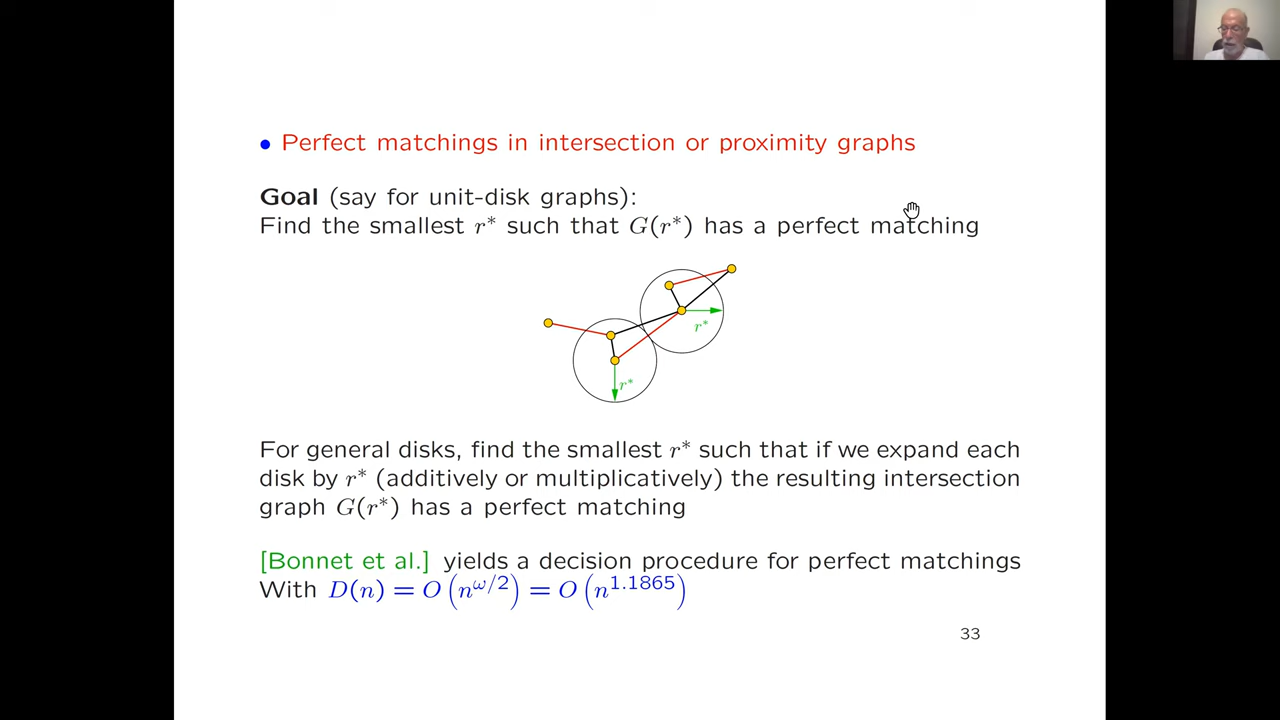 • Perfect matchings in intersection or proximity graphs
Goal (say for unit-disk graphs):
Find the smallest r* such that G(r*) has a perfect matching
r*
r*
For general disks, find the smallest r* such that if we expand each
disk by r* (additively or multiplicatively) the resulting intersection
graph G(r*) has a perfect matching
[Bonnet et al.] yields a decision procedure for perfect matchings
With D(n) = O(n^{ω/2}) = O(n^{1.1865})
33